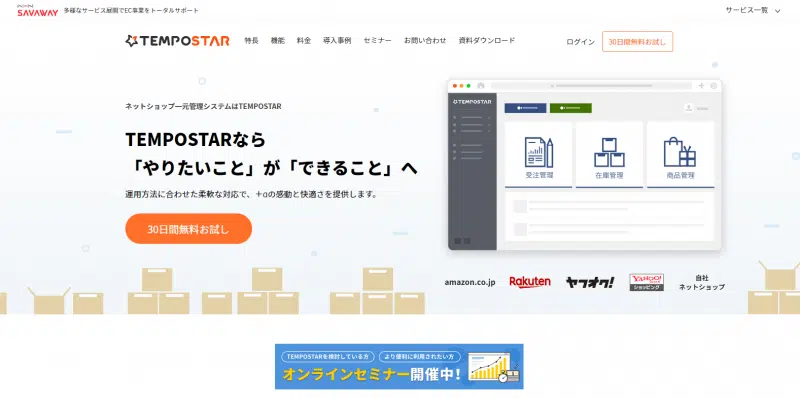 SAVAWAY
多様なサービス展開でEC事業をトータルサポート
サービス一覧
TEMPOSTAR
特長 機能 料金 導入事例 セミナー お問い合わせ 資料ダウンロード
ログイン
30日間無料お試し
ネットショップ一元管理システムはTEMPOSTAR
TEMPOSTARなら
「やりたいこと」が「できること」へ
運用方法に合わせた柔軟な対応で、＋αの感動と快適さを提供します。
30日間無料お試し
TEMPOSTAR
受注管理
在庫管理
商品管理
amazon.co.jp
Rakuten
ヤフオク!
YAHOO!
ショッピング
自社
ネットショップ
TEMPOSTARを検討している方
より便利に利用されたい方
オンラインセミナー開催中!